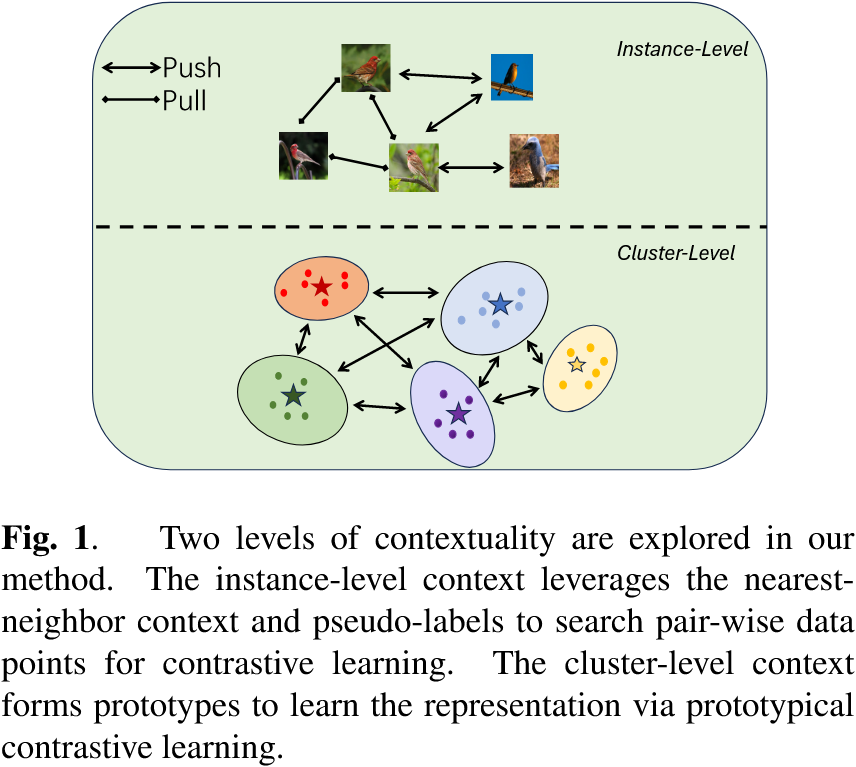 Instance-Level
Push
Pull
Cluster-Level
Fig. 1. Two levels of contextuality are explored in our
method. The instance-level context leverages the nearest-
neighbor context and pseudo-labels to search pair-wise data
points for contrastive learning. The cluster-level context
forms prototypes to learn the representation via prototypical
contrastive learning.